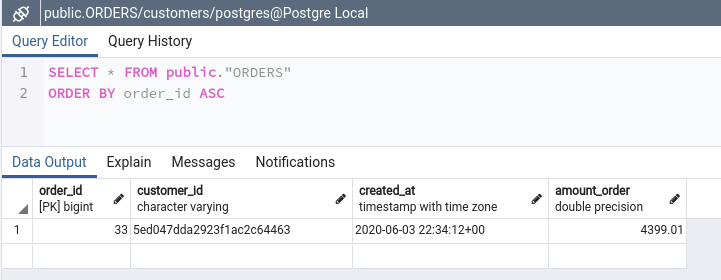 public.ORDERS/customers/postgres@Postgre Local
Query Editor Query History
1 SELECT * FROM public."ORDERS"
2 ORDER BY order_id ASC
Data Output Explain Messages Notifications
order_id customer_id created_at amount_order
[PK] bigint character varying timestamp with time zone double precision
1 33 5ed047dda2923f1ac2c64463 2020-06-03 22:34:12+00 4399.01